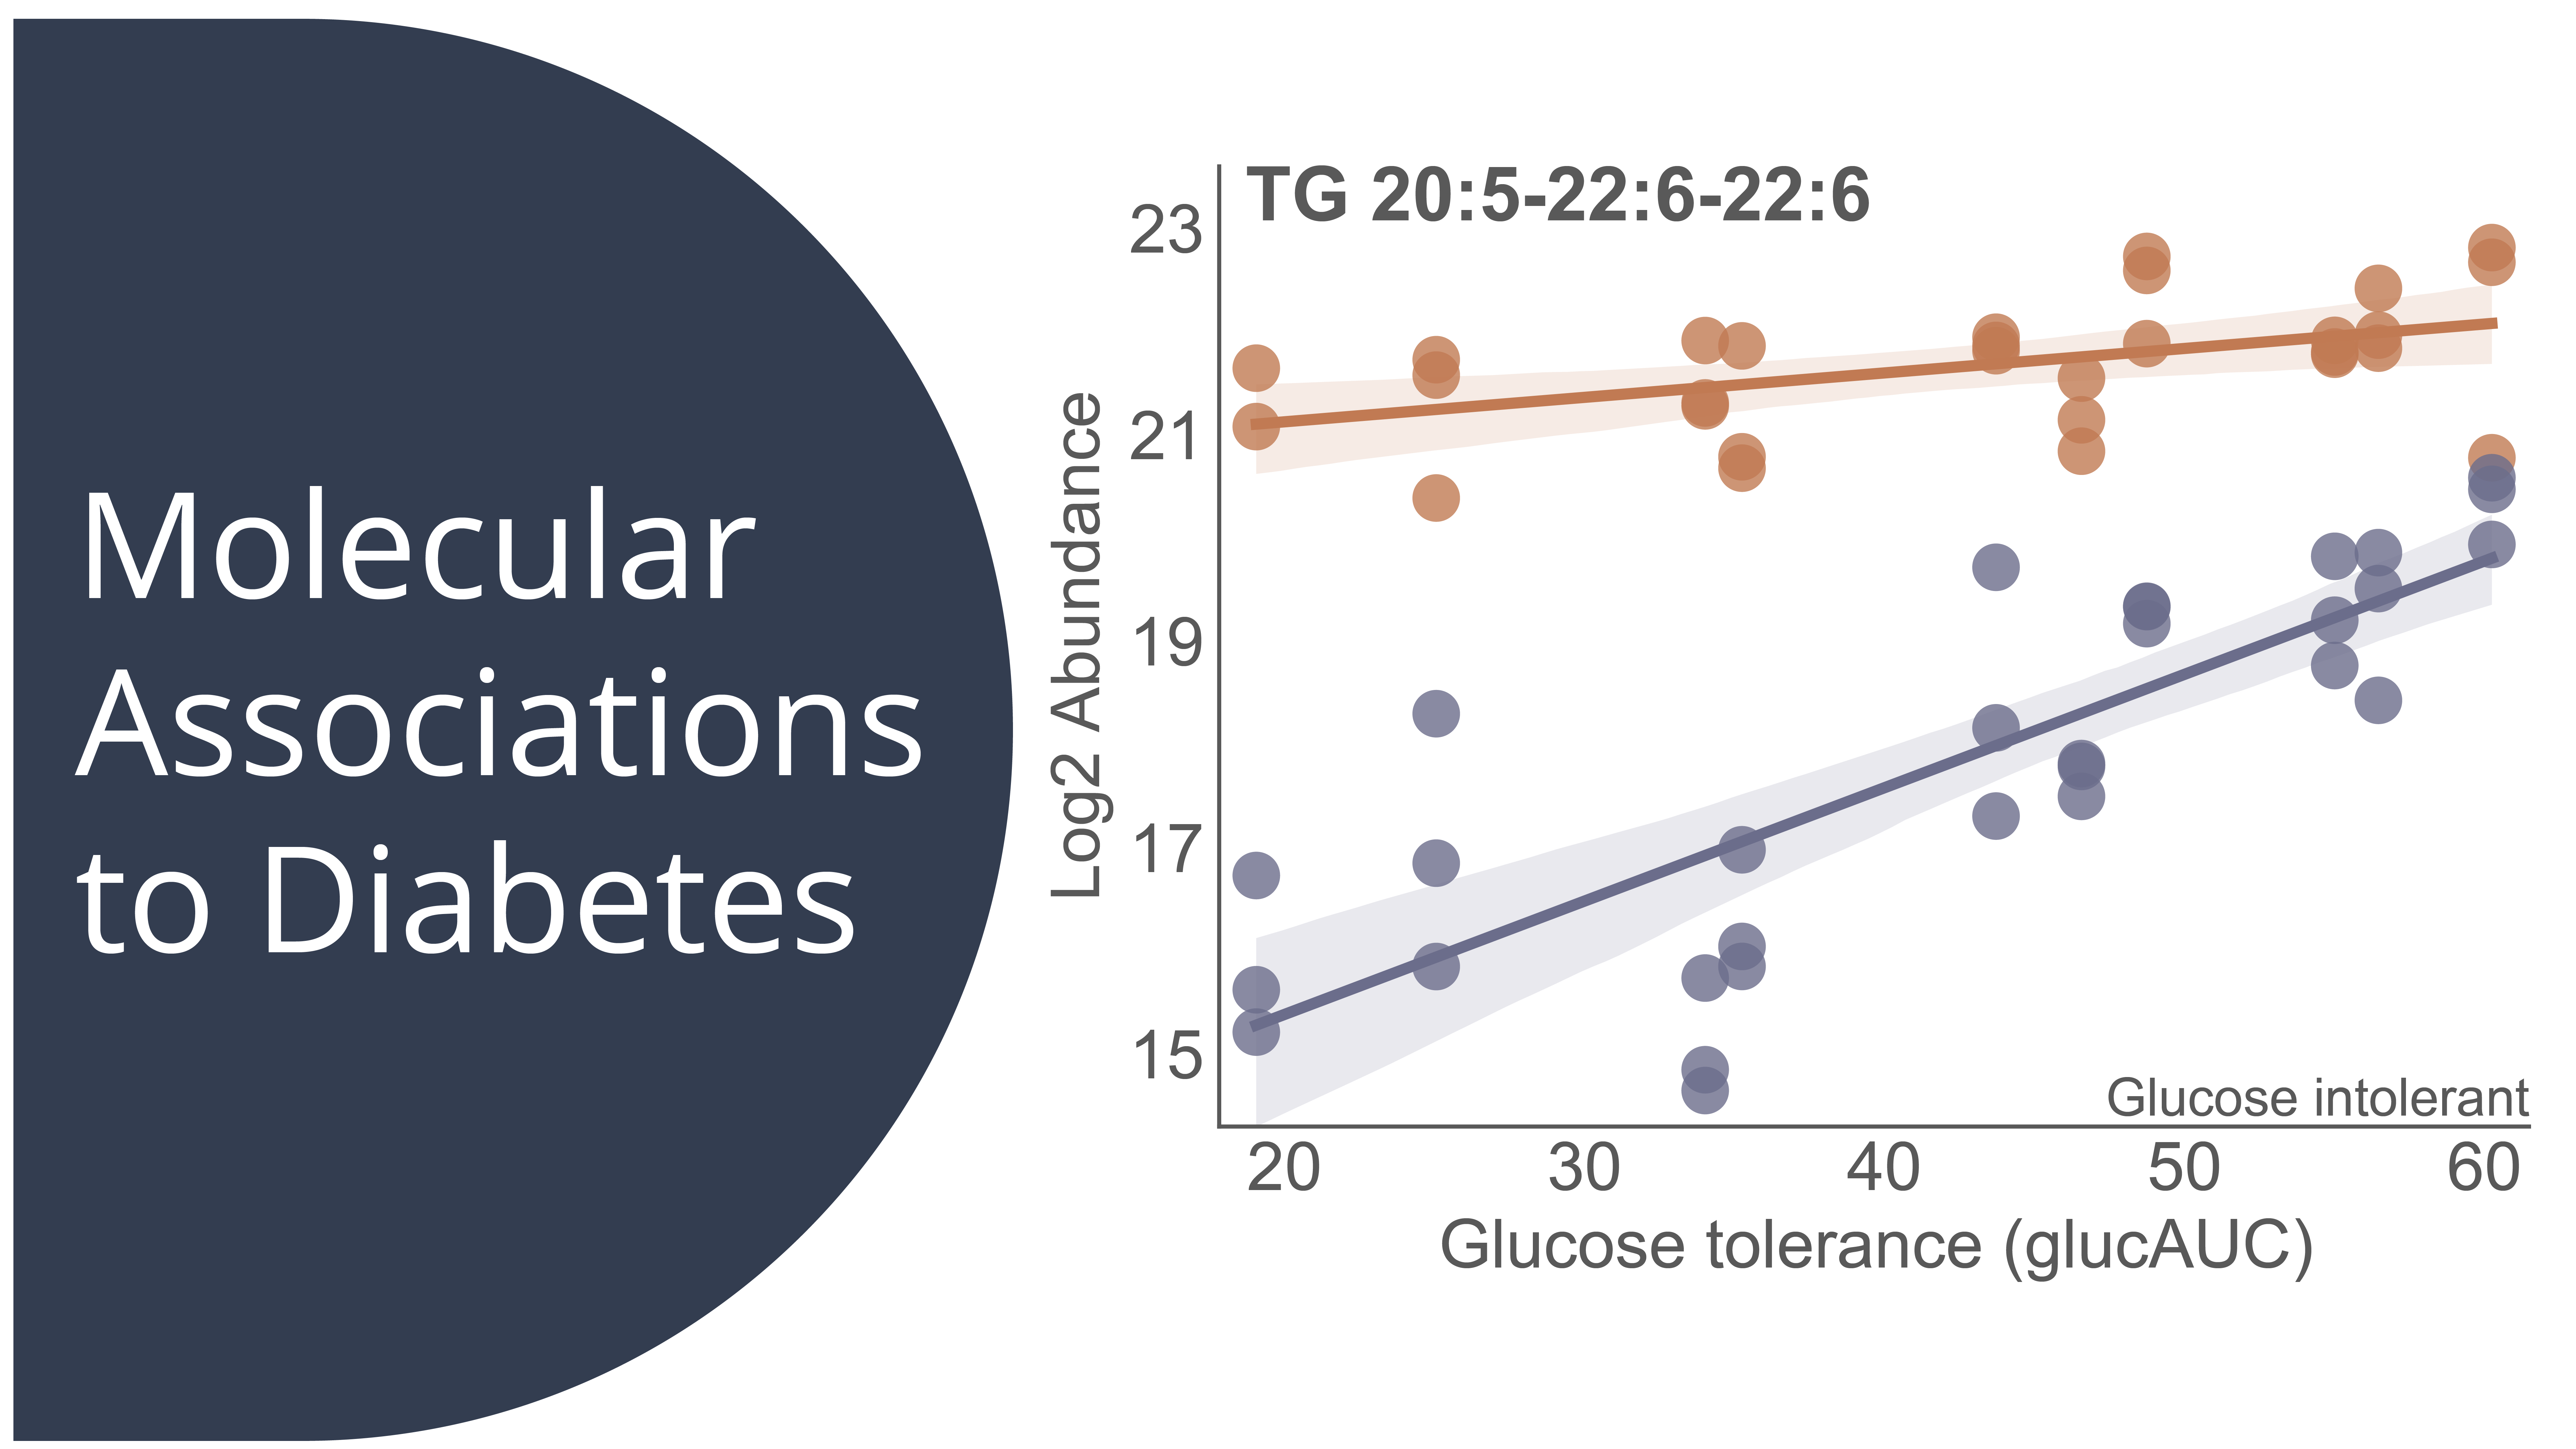 Molecular
Associations
to Diabetes
TG 20:5-22:6-22:6
Log2 Abundance
23
21
19
17
15
Glucose intolerant
20 30 40 50 60
Glucose tolerance (glucAUC)